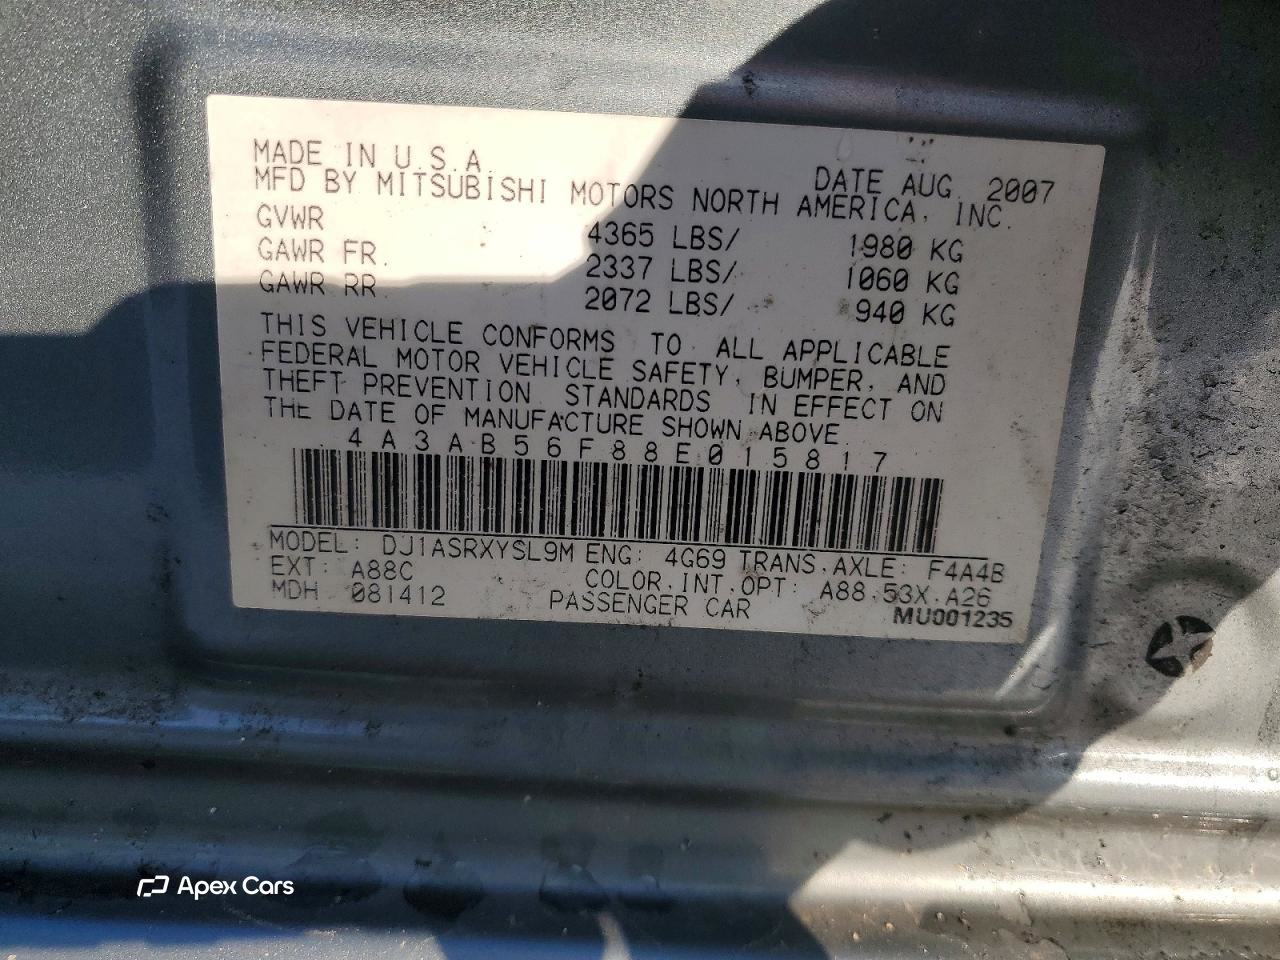 MADE IN U.S.A.
DATE AUG. 2007
MFD BY MITSUBISHI MOTORS NORTH AMERICA, INC.
GVWR 4365 LBS/ 1980 KG
GAWR FR. 2337 LBS/ 1060 KG
GAWR RR 2072 LBS/ 940 KG
THIS VEHICLE CONFORMS TO ALL APPLICABLE
FEDERAL MOTOR VEHICLE SAFETY, BUMPER, AND
THEFT PREVENTION STANDARDS IN EFFECT ON
THE DATE OF MANUFACTURE SHOWN ABOVE.
4A3AB56F88E015817
MODEL: DJ1ASRXYSL9M ENG: 4G69 TRANS.AXLE: F4A4B
EXT: A88C COLOR.INT.OPT: A88.53X.A26
MDH 081412 PASSENGER CAR MU001235
Apex Cars